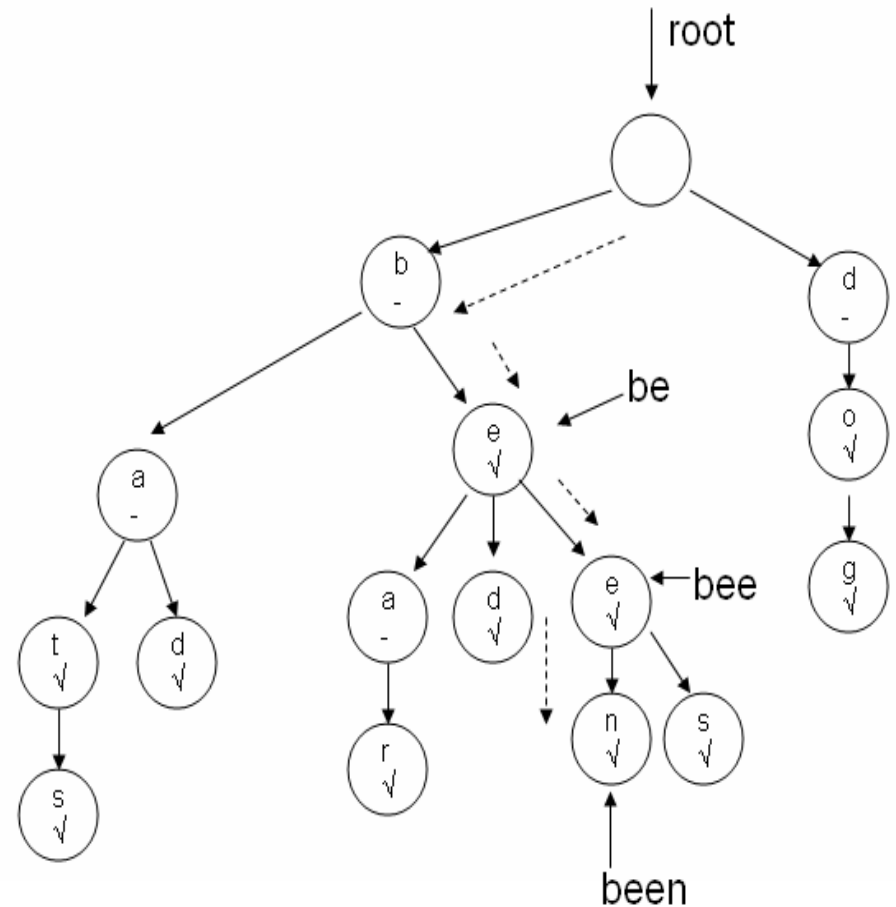 root
b
-
d
-
be
e
√
o
√
a
-
bee
a
-
d
√
e
√
g
√
t
√
d
√
r
√
n
√
s
√
s
√
been